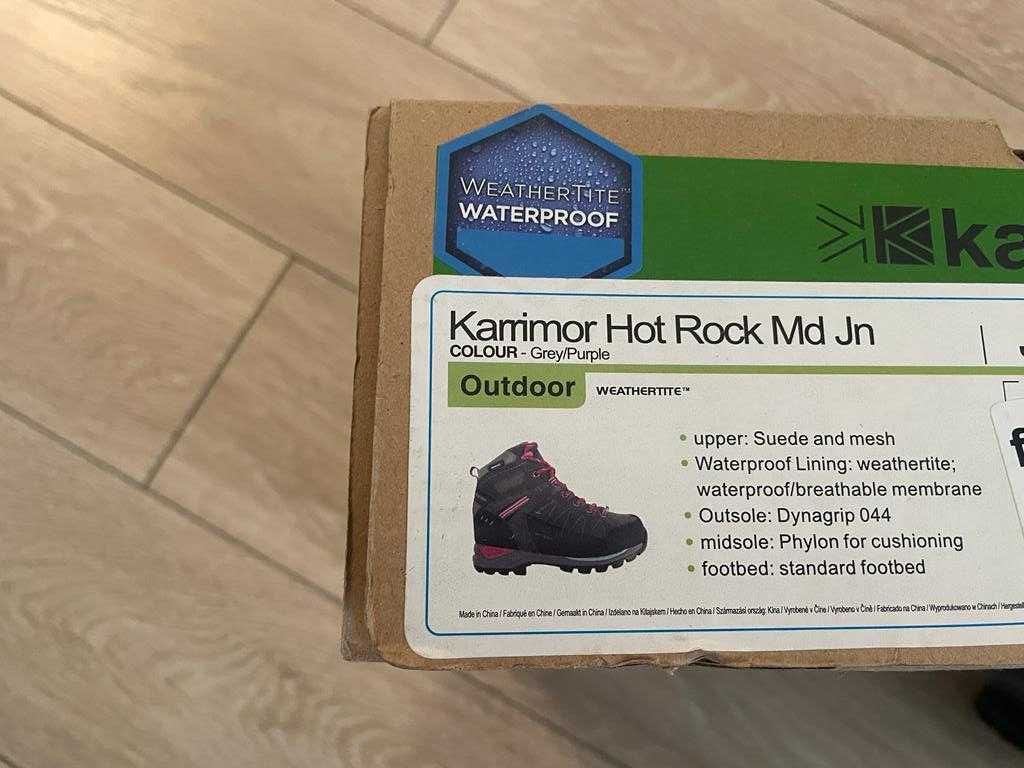 WEATHERTITE™
WATERPROOF
ka
Karrimor Hot Rock Md Jn
COLOUR - Grey/Purple
Outdoor WEATHERTITE™
• upper: Suede and mesh
• Waterproof Lining: weathertite;
waterproof/breathable membrane
• Outsole: Dynagrip 044
• midsole: Phylon for cushioning
• footbed: standard footbed
Made in China / Fabriqué en Chine / Gemaakt in China / Izdelano na Kitajskem / Hecho en China / Származási ország: Kína / Vyrobené v Číne / Vyrobeno v Číně / Fabricado na China / Wyprodukowano w Chinach /